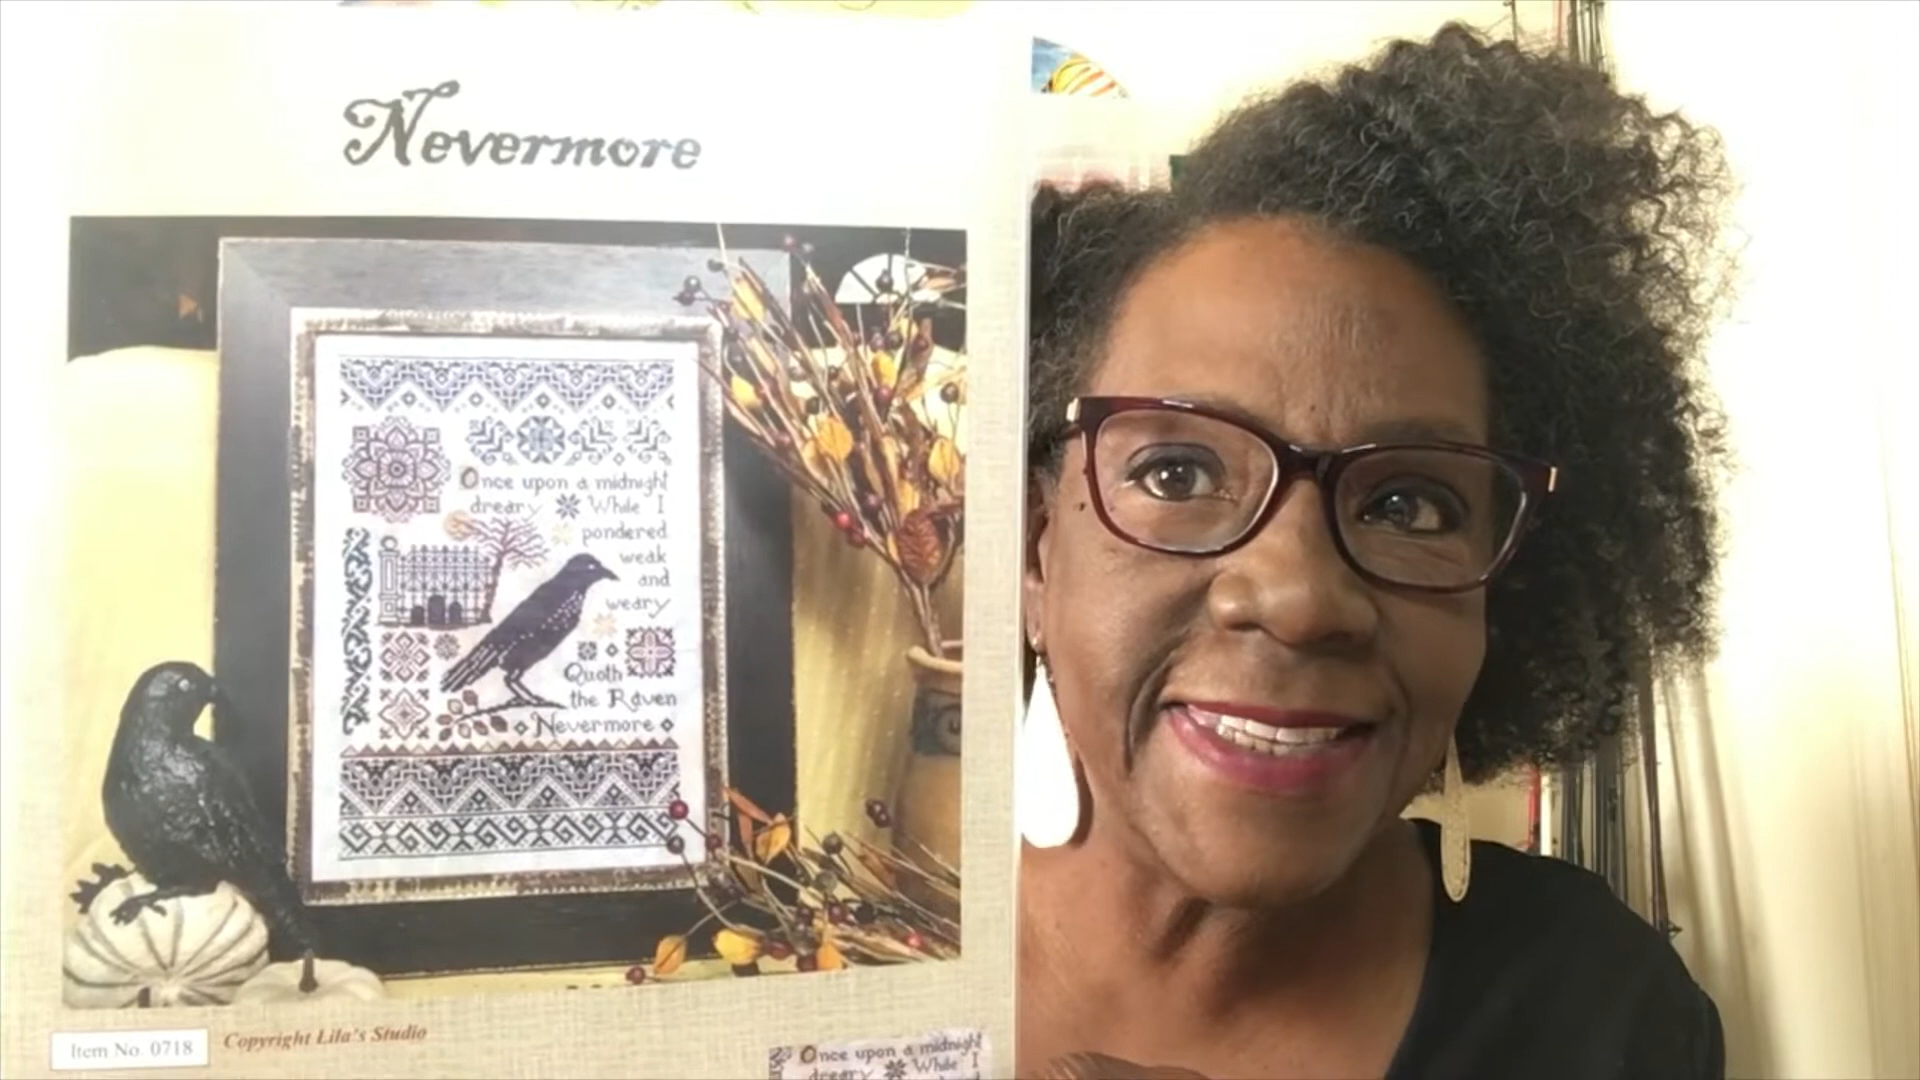 Nevermore
Once upon a midnight
dreary While I
pondered
weak
and
weary
Quoth
the Raven
Nevermore
Item No. 0718
Copyright Lila's Studio
Once upon a midnight
dreary While I